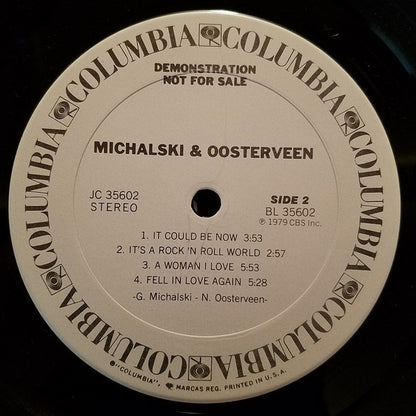 COLUMBIA COLUMBIA COLUMBIA COLUMBIA COLUMBIA COLUMBIA
DEMONSTRATION
NOT FOR SALE
MICHALSKI & OOSTERVEEN
JC 35602
STEREO
SIDE 2
BL 35602
℗ 1979 CBS Inc.
1. IT COULD BE NOW 3:53
2. IT'S A ROCK 'N ROLL WORLD 2:57
3. A WOMAN I LOVE 5:53
4. FELL IN LOVE AGAIN 5:28
-G. Michalski - N. Oosterveen-
"COLUMBIA", MARCAS REG. PRINTED IN U.S.A.